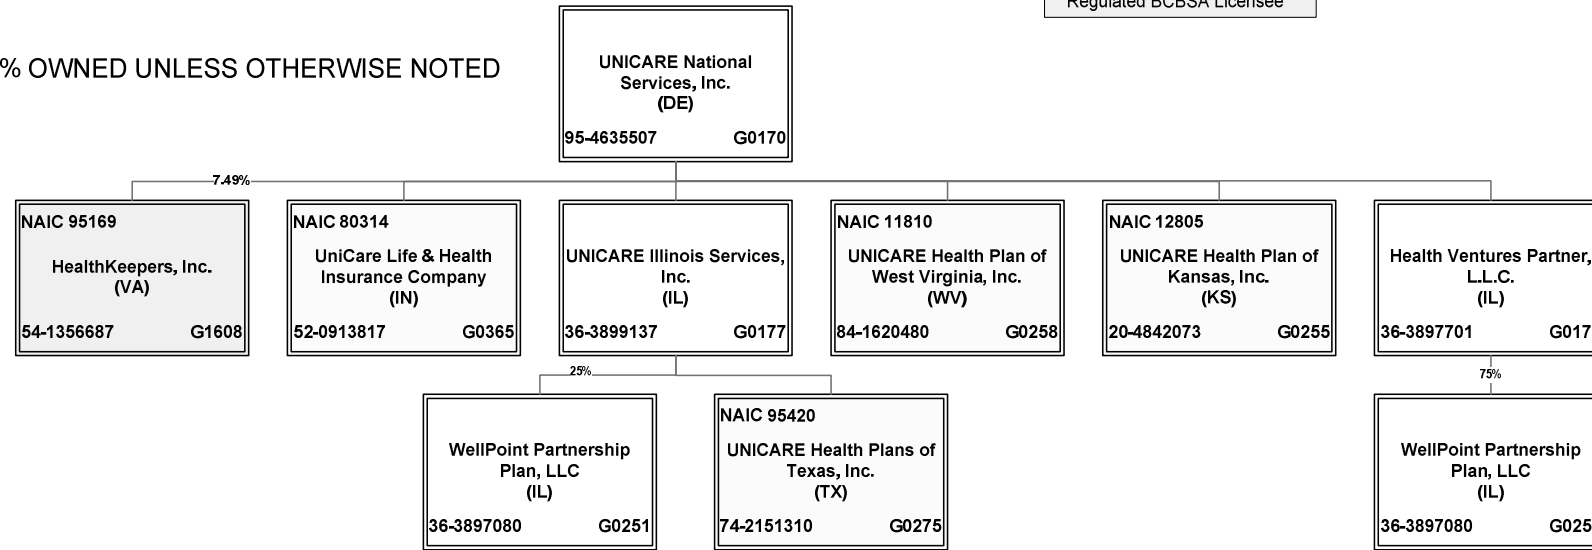 Regulated BCBSA Licensee
% OWNED UNLESS OTHERWISE NOTED
UNICARE National
Services, Inc.
(DE)
95-4635507 G0170
7.49%
NAIC 95169
HealthKeepers, Inc.
(VA)
54-1356687 G1608
NAIC 80314
UniCare Life & Health
Insurance Company
(IN)
52-0913817 G0365
UNICARE Illinois Services,
Inc.
(IL)
36-3899137 G0177
NAIC 11810
UNICARE Health Plan of
West Virginia, Inc.
(WV)
84-1620480 G0258
NAIC 12805
UNICARE Health Plan of
Kansas, Inc.
(KS)
20-4842073 G0255
Health Ventures Partner,
L.L.C.
(IL)
36-3897701 G017
25%
75%
WellPoint Partnership
Plan, LLC
(IL)
36-3897080 G0251
NAIC 95420
UNICARE Health Plans of
Texas, Inc.
(TX)
74-2151310 G0275
WellPoint Partnership
Plan, LLC
(IL)
36-3897080 G025